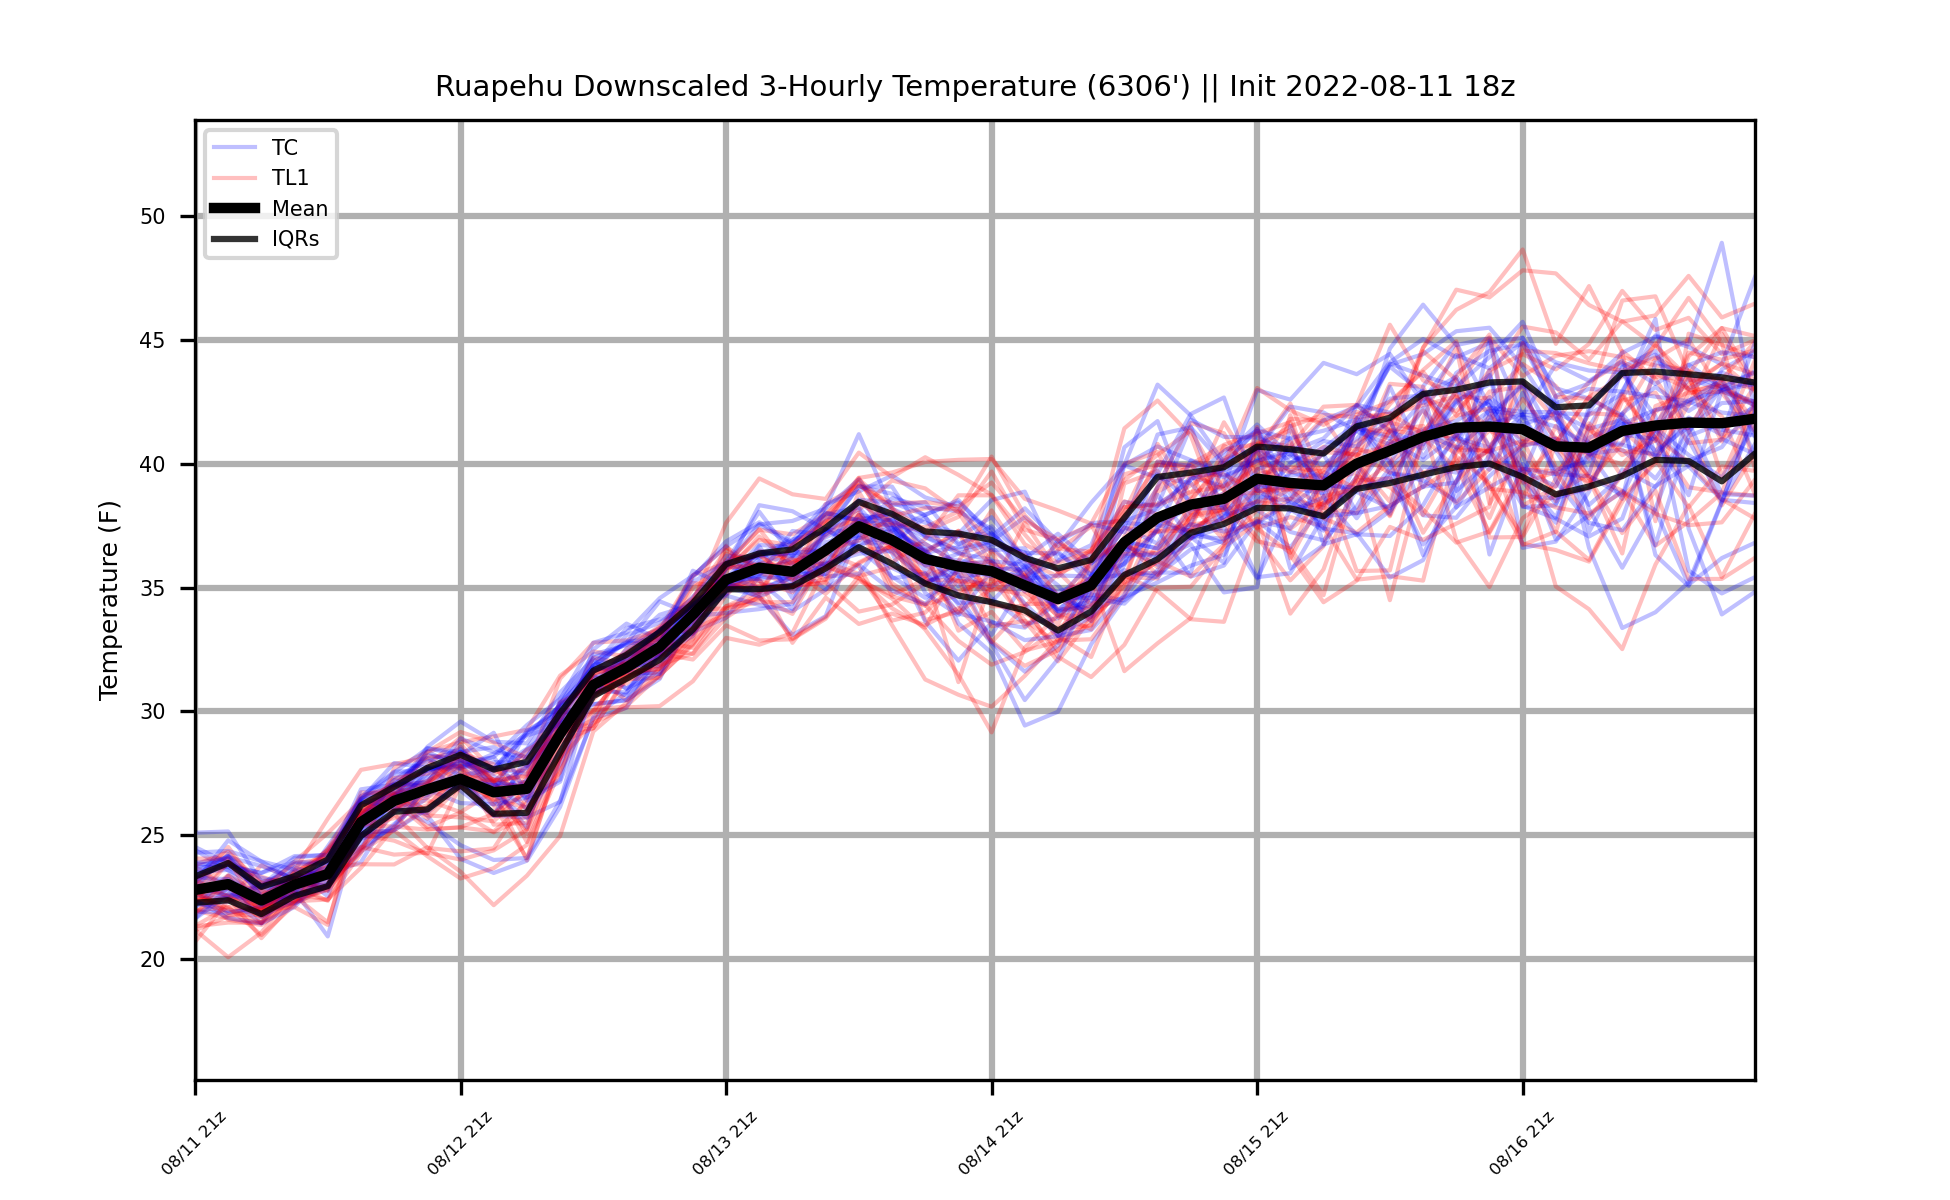 Ruapehu Downscaled 3-Hourly Temperature (6306') || Init 2022-08-11 18z
TC
TL1
Mean
IQRs
Temperature (F)
50
45
40
35
30
25
20
08/11 21z
08/12 21z
08/13 21z
08/14 21z
08/15 21z
08/16 21z